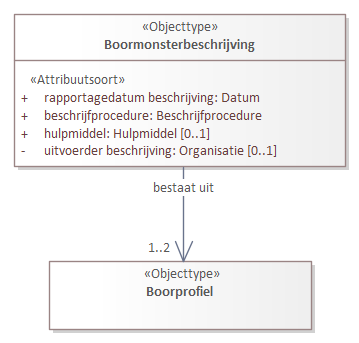 «Objecttype»
Boormonsterbeschrijving
«Attribuutsoort»
+ rapportagedatum beschrijving: Datum
+ beschrijfprocedure: Beschrijfprocedure
+ hulpmiddel: Hulpmiddel [0..1]
- uitvoerder beschrijving: Organisatie [0..1]
bestaat uit
1..2
«Objecttype»
Boorprofiel